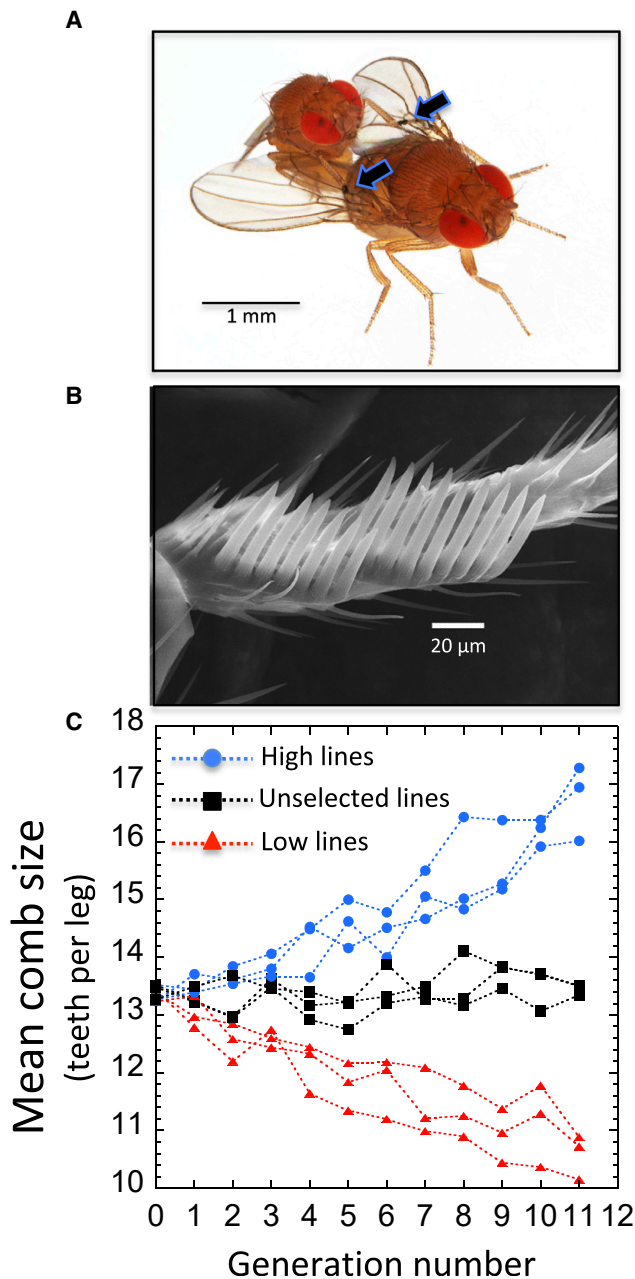 A
1 mm
B
20 µm
C
18
17
16
15
14
13
12
11
10
High lines
Unselected lines
Low lines
Mean comb size
(teeth per leg)
0 1 2 3 4 5 6 7 8 9 10 11 12
Generation number